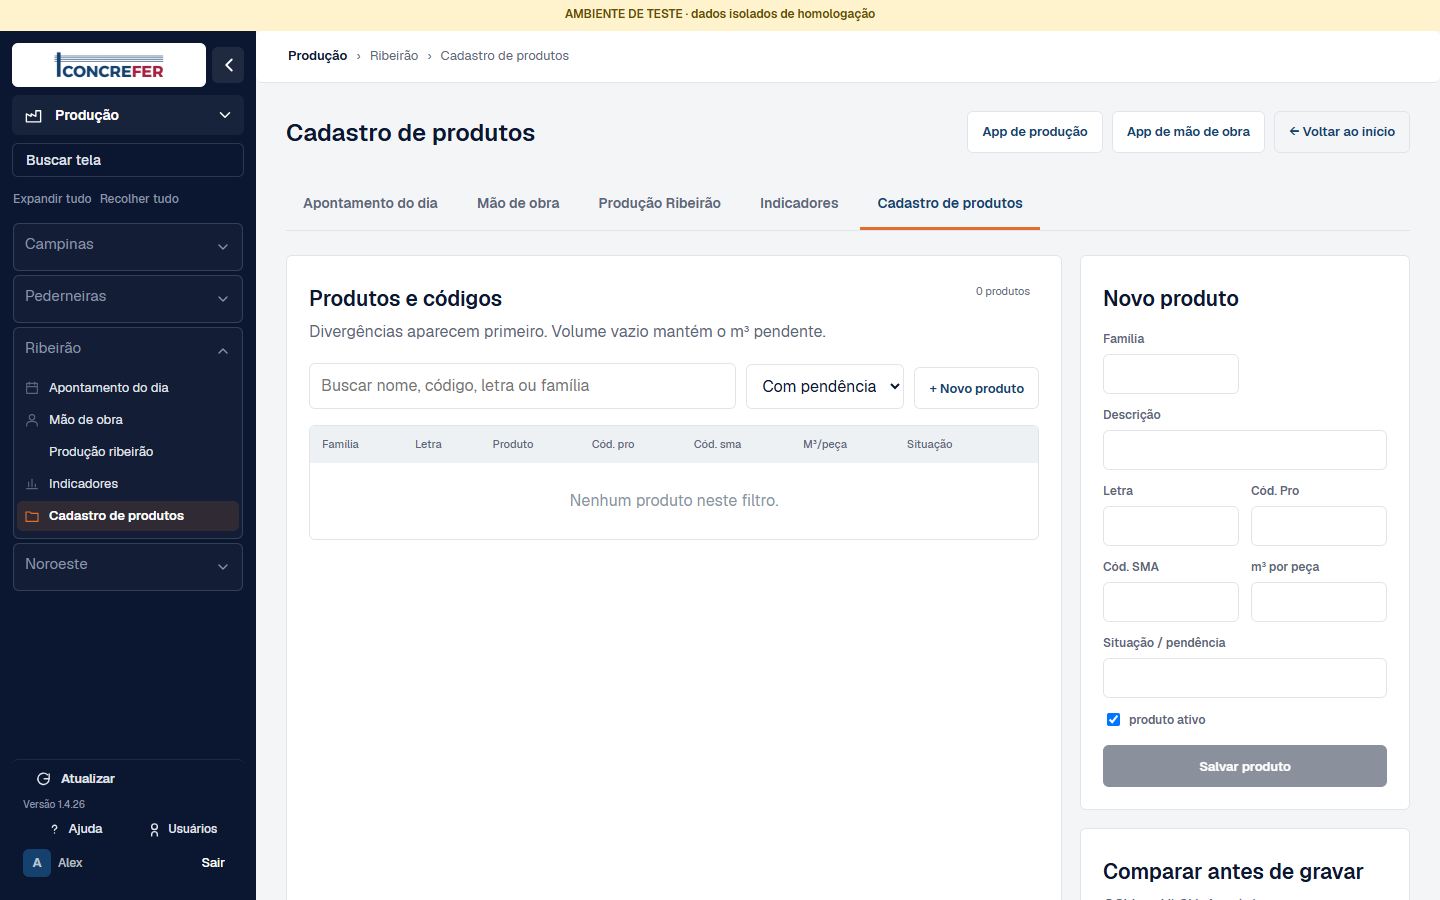 AMBIENTE DE TESTE · dados isolados de homologação
CONCREFER
Produção
Buscar tela
Expandir tudo Recolher tudo
Campinas
Pederneiras
Ribeirão
Apontamento do dia
Mão de obra
Produção ribeirão
Indicadores
Cadastro de produtos
Noroeste
Atualizar
Versão 1.4.26
? Ajuda
Usuários
A Alex
Sair
Produção › Ribeirão › Cadastro de produtos
Cadastro de produtos
App de produção
App de mão de obra
← Voltar ao início
Apontamento do dia
Mão de obra
Produção Ribeirão
Indicadores
Cadastro de produtos
Produtos e códigos
0 produtos
Divergências aparecem primeiro. Volume vazio mantém o m³ pendente.
Buscar nome, código, letra ou família
Com pendência
+ Novo produto
Família Letra Produto Cód. pro Cód. sma M³/peça Situação
Nenhum produto neste filtro.
Novo produto
Família
Descrição
Letra Cód. Pro
Cód. SMA m³ por peça
Situação / pendência
produto ativo
Salvar produto
Comparar antes de gravar